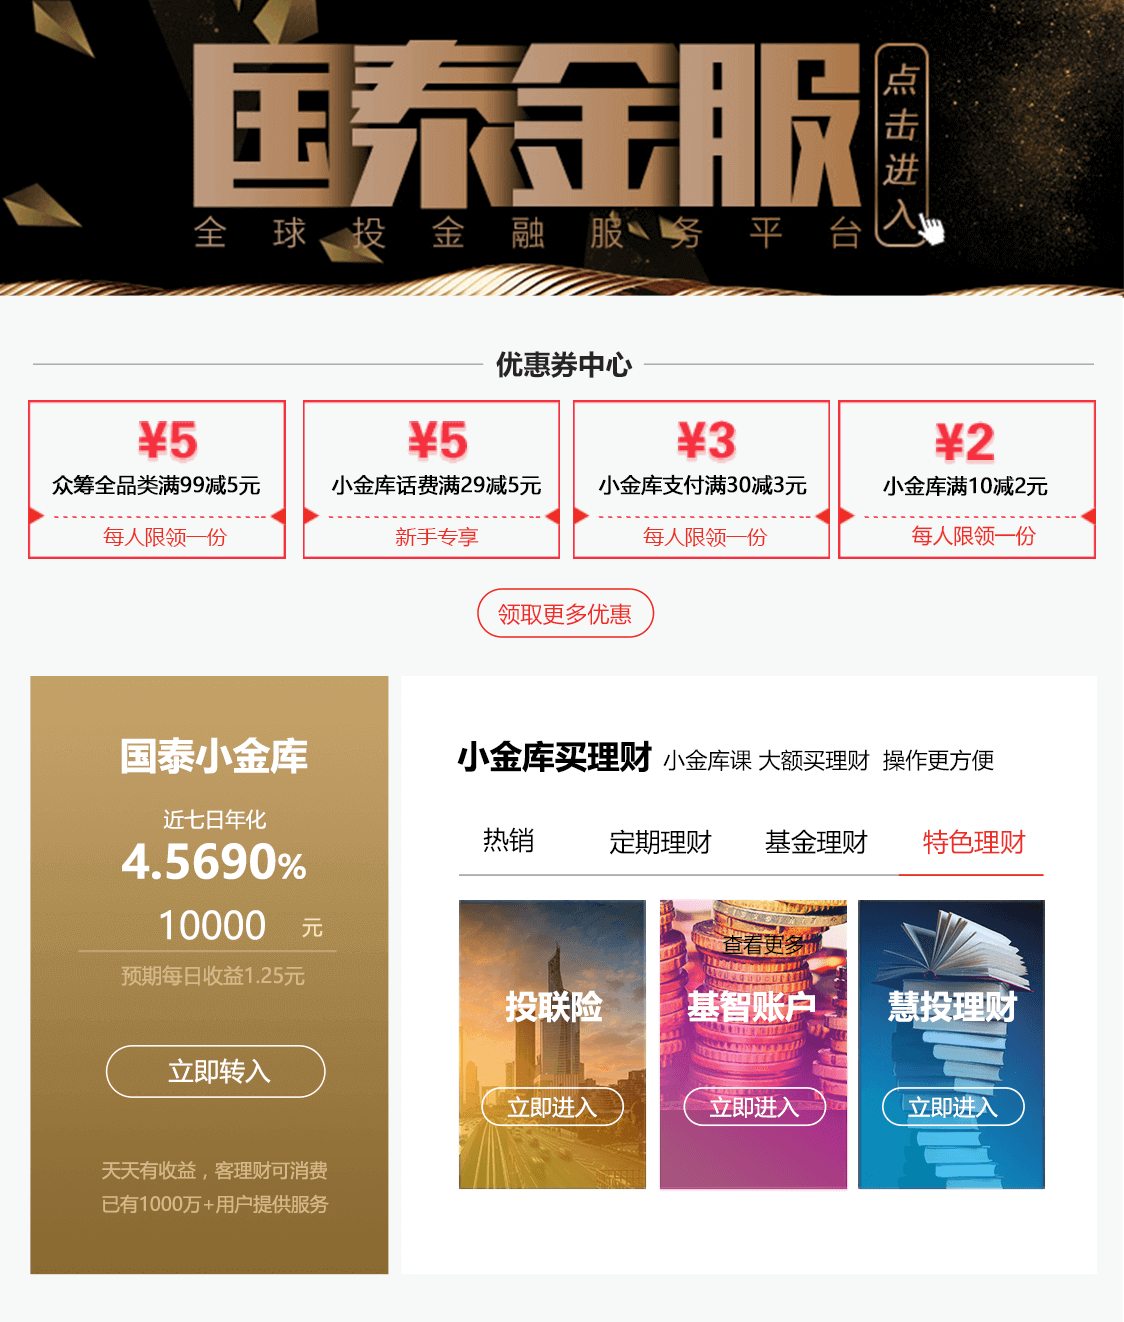 国泰金服
点击进入
全球投金融服务平台
优惠券中心
¥5
众筹全品类满99减5元
每人限领一份
¥5
小金库话费满29减5元
新手专享
¥3
小金库支付满30减3元
每人限领一份
¥2
小金库满10减2元
每人限领一份
领取更多优惠
国泰小金库
近七日年化
4.5690%
10000 元
预期每日收益1.25元
立即转入
天天有收益，客理财可消费
已有1000万+用户提供服务
小金库买理财 小金库课 大额买理财 操作更方便
热销 定期理财 基金理财 特色理财
投联险
立即进入
查看更多
基智账户
立即进入
慧投理财
立即进入